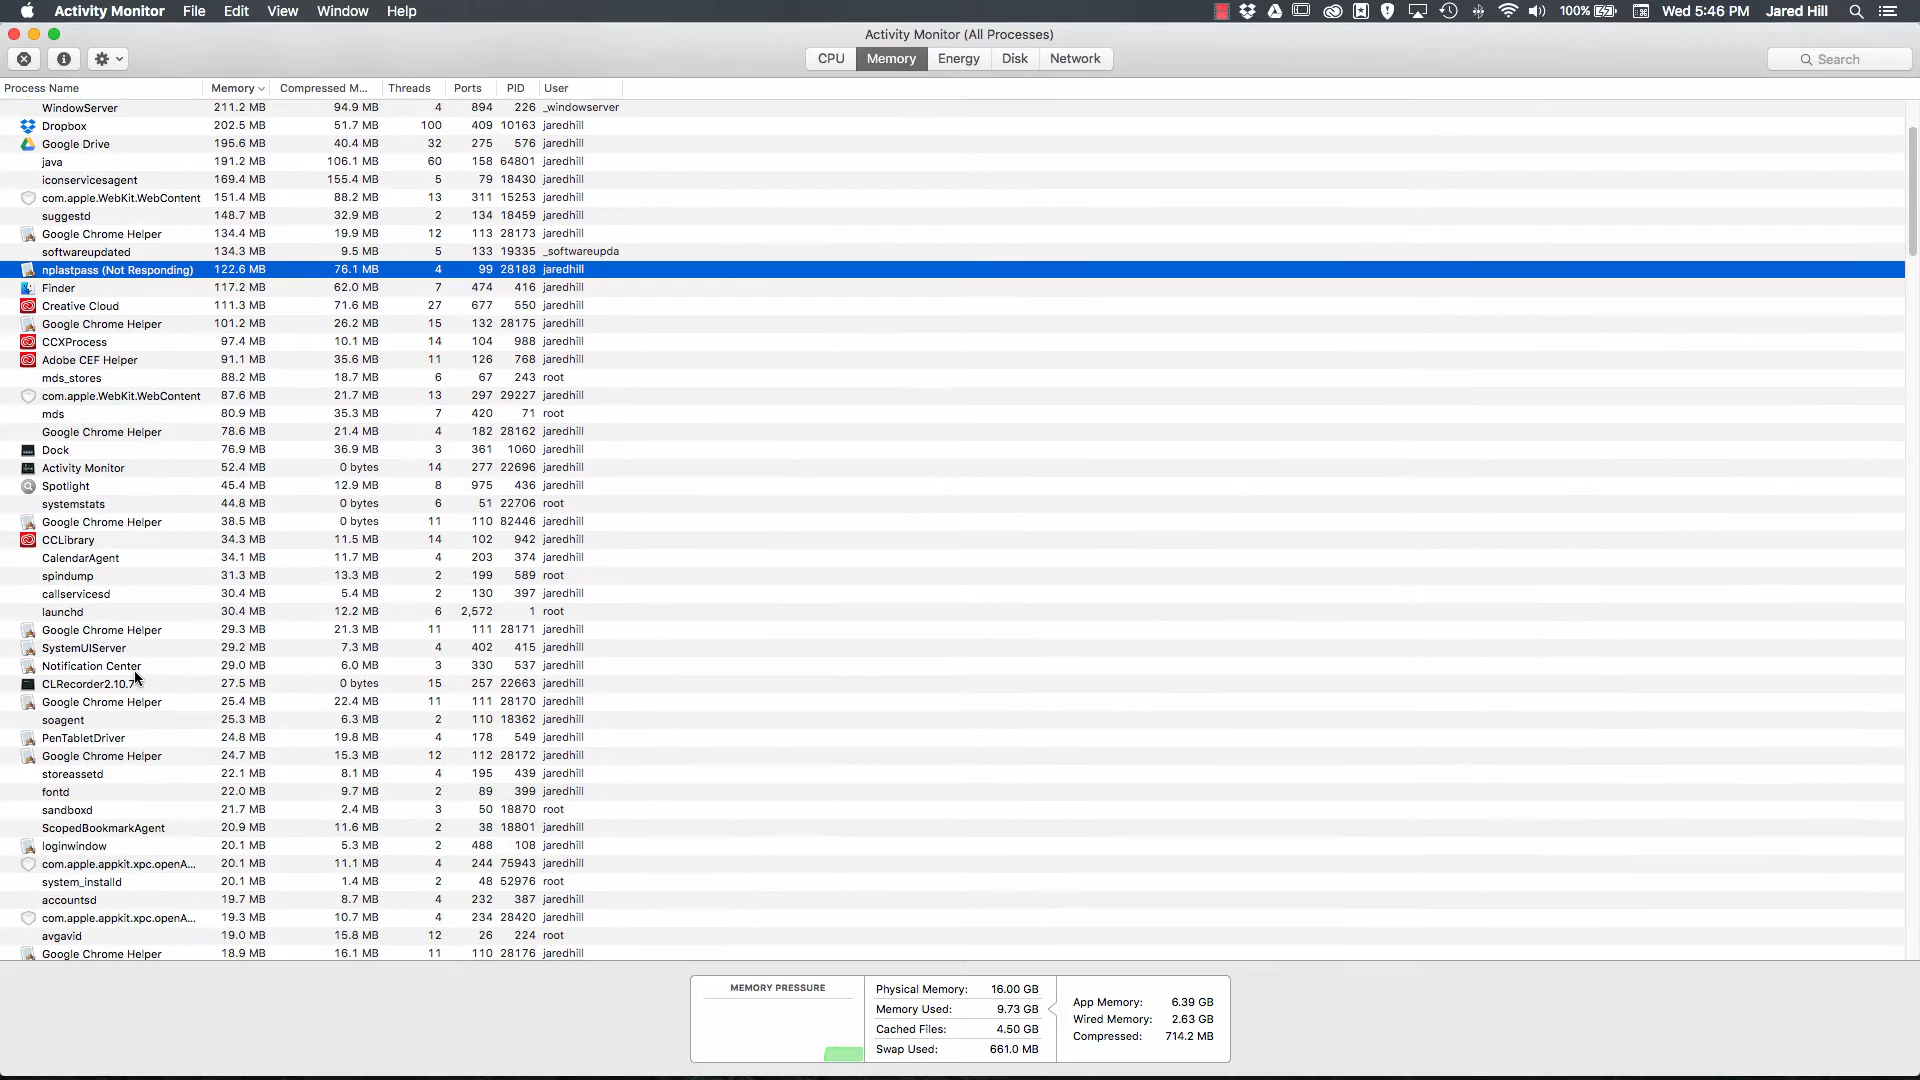 Activity Monitor File Edit View Window Help 100% Wed 5:46 PM Jared Hill
Activity Monitor (All Processes)
CPU Memory Energy Disk Network Search
Process Name Memory Compressed M... Threads Ports PID User
WindowServer 211.2 MB 94.9 MB 4 894 226 _windowserver
Dropbox 202.5 MB 51.7 MB 100 409 10163 jaredhill
Google Drive 195.6 MB 40.4 MB 32 275 576 jaredhill
java 191.2 MB 106.1 MB 60 158 64801 jaredhill
iconservicesagent 169.4 MB 155.4 MB 5 79 18430 jaredhill
com.apple.WebKit.WebContent 151.4 MB 88.2 MB 13 311 15253 jaredhill
suggestd 148.7 MB 32.9 MB 2 134 18459 jaredhill
Google Chrome Helper 134.4 MB 19.9 MB 12 113 28173 jaredhill
softwareupdated 134.3 MB 9.5 MB 5 133 19335 _softwareupda
nplastpass (Not Responding) 122.6 MB 76.1 MB 4 99 28188 jaredhill
Finder 117.2 MB 62.0 MB 7 474 416 jaredhill
Creative Cloud 111.3 MB 71.6 MB 27 677 550 jaredhill
Google Chrome Helper 101.2 MB 26.2 MB 15 132 28175 jaredhill
CCXProcess 97.4 MB 10.1 MB 14 104 988 jaredhill
Adobe CEF Helper 91.1 MB 35.6 MB 11 126 768 jaredhill
mds_stores 88.2 MB 18.7 MB 6 67 243 root
com.apple.WebKit.WebContent 87.6 MB 21.7 MB 13 297 29227 jaredhill
mds 80.9 MB 35.3 MB 7 420 71 root
Google Chrome Helper 78.6 MB 21.4 MB 4 182 28162 jaredhill
Dock 76.9 MB 36.9 MB 3 361 1060 jaredhill
Activity Monitor 52.4 MB 0 bytes 14 277 22696 jaredhill
Spotlight 45.4 MB 12.9 MB 8 975 436 jaredhill
systemstats 44.8 MB 0 bytes 6 51 22706 root
Google Chrome Helper 38.5 MB 0 bytes 11 110 82446 jaredhill
CCLibrary 34.3 MB 11.5 MB 14 102 942 jaredhill
CalendarAgent 34.1 MB 11.7 MB 4 203 374 jaredhill
spindump 31.3 MB 13.3 MB 2 199 589 root
callservicesd 30.4 MB 5.4 MB 2 130 397 jaredhill
launchd 30.4 MB 12.2 MB 6 2,572 1 root
Google Chrome Helper 29.3 MB 21.3 MB 11 111 28171 jaredhill
SystemUIServer 29.2 MB 7.3 MB 4 402 415 jaredhill
Notification Center 29.0 MB 6.0 MB 3 330 537 jaredhill
CLRecorder2.10.7 27.5 MB 0 bytes 15 257 22663 jaredhill
Google Chrome Helper 25.4 MB 22.4 MB 11 111 28170 jaredhill
soagent 25.3 MB 6.3 MB 2 110 18362 jaredhill
PenTabletDriver 24.8 MB 19.8 MB 4 178 549 jaredhill
Google Chrome Helper 24.7 MB 15.3 MB 12 112 28172 jaredhill
storeassetd 22.1 MB 8.1 MB 4 195 439 jaredhill
fontd 22.0 MB 9.7 MB 2 89 399 jaredhill
sandboxd 21.7 MB 2.4 MB 3 50 18870 root
ScopedBookmarkAgent 20.9 MB 11.6 MB 2 38 18801 jaredhill
loginwindow 20.1 MB 5.3 MB 2 488 108 jaredhill
com.apple.appkit.xpc.openA... 20.1 MB 11.1 MB 4 244 75943 jaredhill
system_installd 20.1 MB 1.4 MB 2 48 52976 root
accountsd 19.7 MB 8.7 MB 4 232 387 jaredhill
com.apple.appkit.xpc.openA... 19.3 MB 10.7 MB 4 234 28420 jaredhill
avgavid 19.0 MB 15.8 MB 12 26 224 root
Google Chrome Helper 18.9 MB 16.1 MB 11 110 28176 jaredhill
MEMORY PRESSURE
Physical Memory: 16.00 GB
Memory Used: 9.73 GB
Cached Files: 4.50 GB
Swap Used: 661.0 MB
App Memory: 6.39 GB
Wired Memory: 2.63 GB
Compressed: 714.2 MB